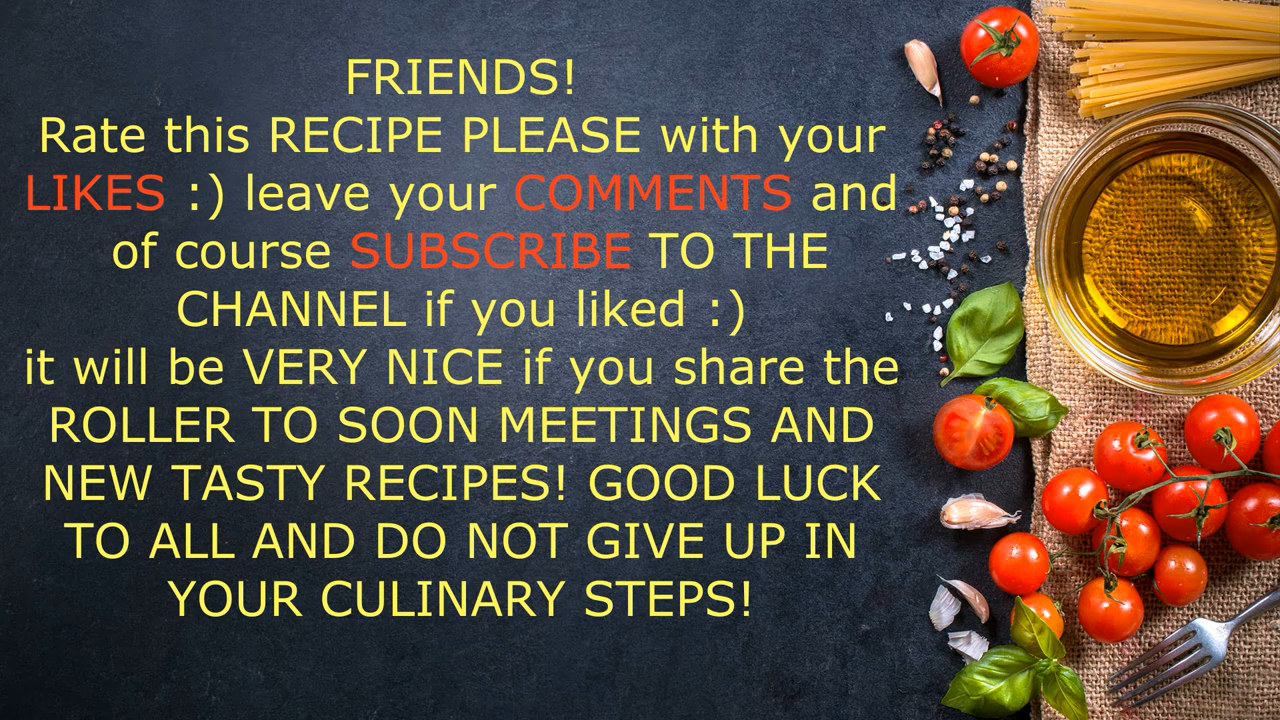 FRIENDS!
Rate this RECIPE PLEASE with your
LIKES :) leave your COMMENTS and
of course SUBSCRIBE TO THE
CHANNEL if you liked :)
it will be VERY NICE if you share the
ROLLER TO SOON MEETINGS AND
NEW TASTY RECIPES! GOOD LUCK
TO ALL AND DO NOT GIVE UP IN
YOUR CULINARY STEPS!